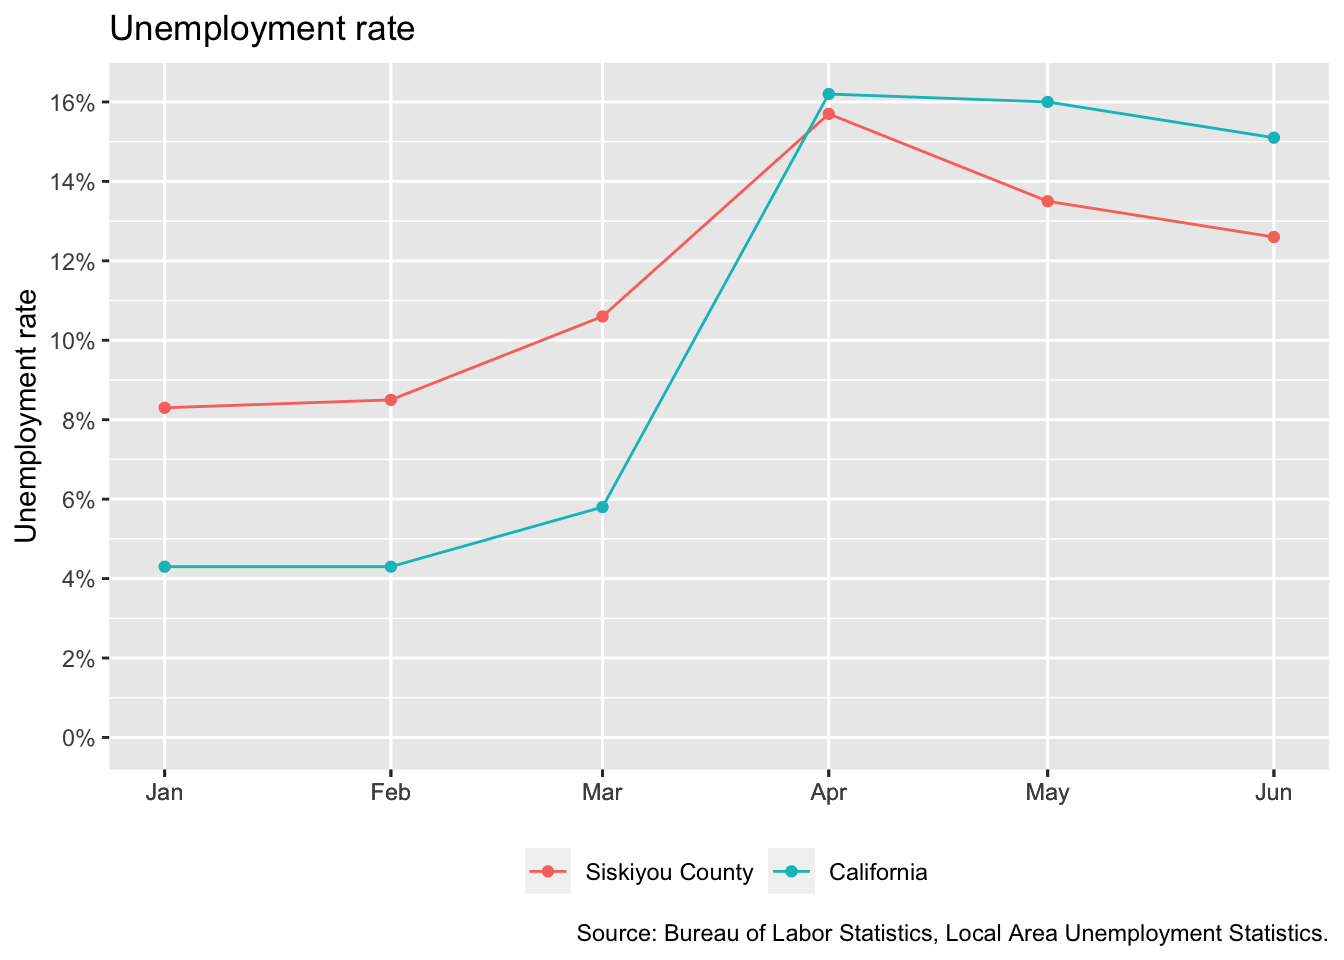 Unemployment rate
Unemployment rate
16%
14%
12%
10%
8%
6%
4%
2%
0%
Jan Feb Mar Apr May Jun
Siskiyou County California
Source: Bureau of Labor Statistics, Local Area Unemployment Statistics.